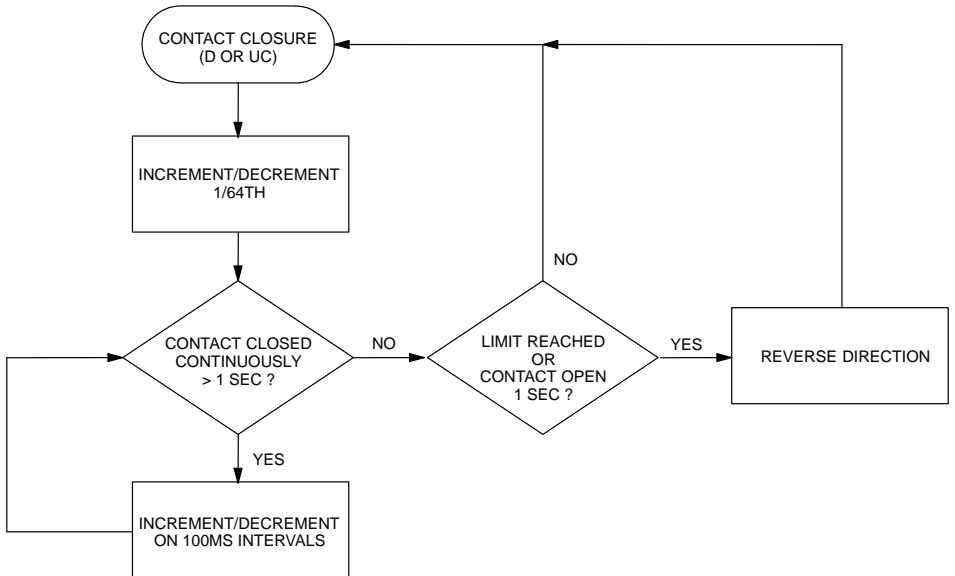 CONTACT CLOSURE
(D OR UC)
INCREMENT/DECREMENT
1/64TH
NO
CONTACT CLOSED
CONTINUOUSLY
> 1 SEC ?
NO
LIMIT REACHED
OR
CONTACT OPEN
1 SEC ?
YES
REVERSE DIRECTION
YES
INCREMENT/DECREMENT
ON 100MS INTERVALS